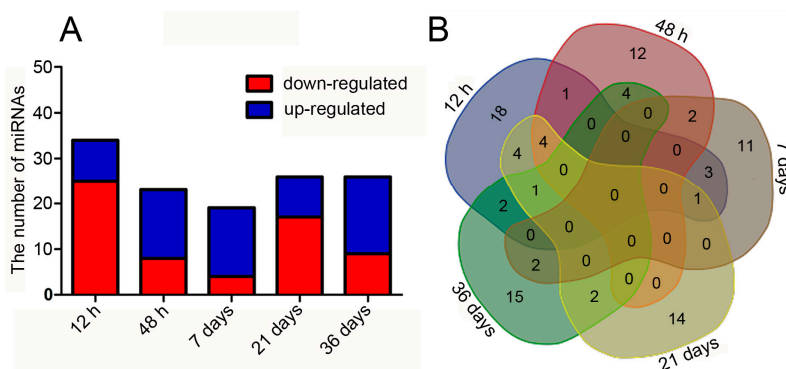 A
The number of miRNAs
50
40
30
20
10
0
down-regulated
up-regulated
12 h
48 h
7 days
21 days
36 days
B
48 h
12 h
7 days
36 days
21 days
12
1
4
2
11
18
0
0
0
0
3
4
4
0
1
0
0
1
2
0
0
0
0
0
2
0
0
0
15
2
14